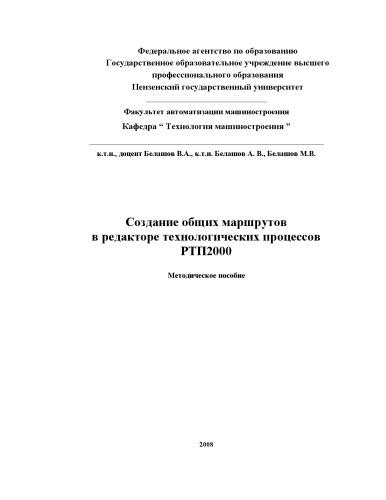 Федеральное агентство по образованию
Государственное образовательное учреждение высшего
профессионального образования
Пензенский государственный университет
Факультет автоматизации машиностроения
Кафедра “ Технология машиностроения ”
к.т.н., доцент Белашов В.А., к.т.н. Белашов А. В., Белашов М.В.
Создание общих маршрутов
в редакторе технологических процессов
РТП2000
Методическое пособие
2008